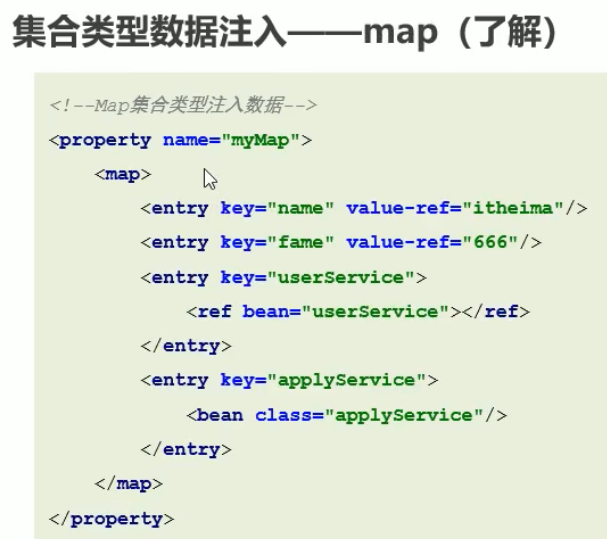 集合类型数据注入——map（了解）
<!--Map集合类型注入数据-->
<property name="myMap">
<map>
<entry key="name" value-ref="itheima"/>
<entry key="fame" value-ref="666"/>
<entry key="userService">
<ref bean="userService"></ref>
</entry>
<entry key="applyService">
<bean class="applyService"/>
</entry>
</map>
</property>